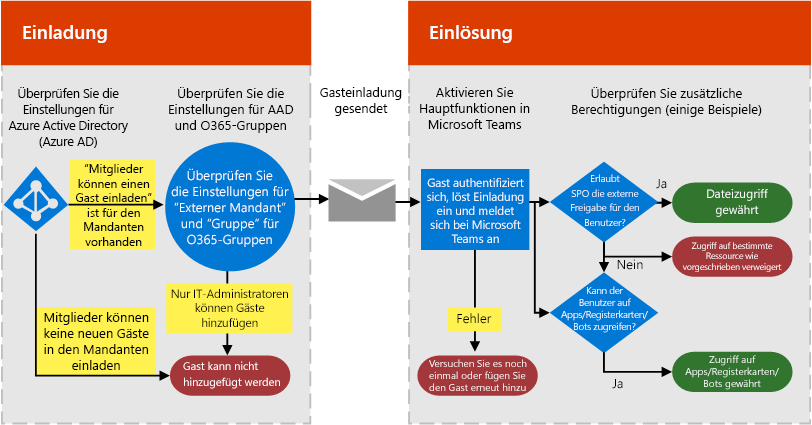 Einladung
Überprüfen Sie die
Einstellungen für
Azure Active Directory
(Azure AD)
Überprüfen Sie die
Einstellungen für AAD
und O365-Gruppen
"Mitglieder
können einen
Gast einladen"
ist für den
Mandanten
vorhanden
Überprüfen Sie
die Einstellungen für
"Externer Mandant"
und "Gruppe" für
O365-Gruppen
Nur IT-Administratoren
können Gäste
hinzufügen
Mitglieder können
keine neuen Gäste
in den Mandanten
einladen
Gast kann nicht
hinzugefügt werden
Gasteinladung
gesendet
Einlösung
Aktivieren Sie
Hauptfunktionen in
Microsoft Teams
Überprüfen Sie zusätzliche
Berechtigungen (einige Beispiele)
Gast authentifiziert
sich, löst Einladung
ein und meldet
sich bei Microsoft
Teams an
Fehler
Versuchen Sie es noch
einmal oder fügen Sie
den Gast erneut hinzu
Erlaubt
SPO die externe
Freigabe für den
Benutzer?
Ja
Dateizugriff
gewährt
Nein
Zugriff auf bestimmte
Ressource wie
vorgeschrieben verweigert
Kann der
Benutzer auf
Apps/Registerkarten/
Bots zugreifen?
Ja
Zugriff auf
Apps/Registerkarten/
Bots gewährt